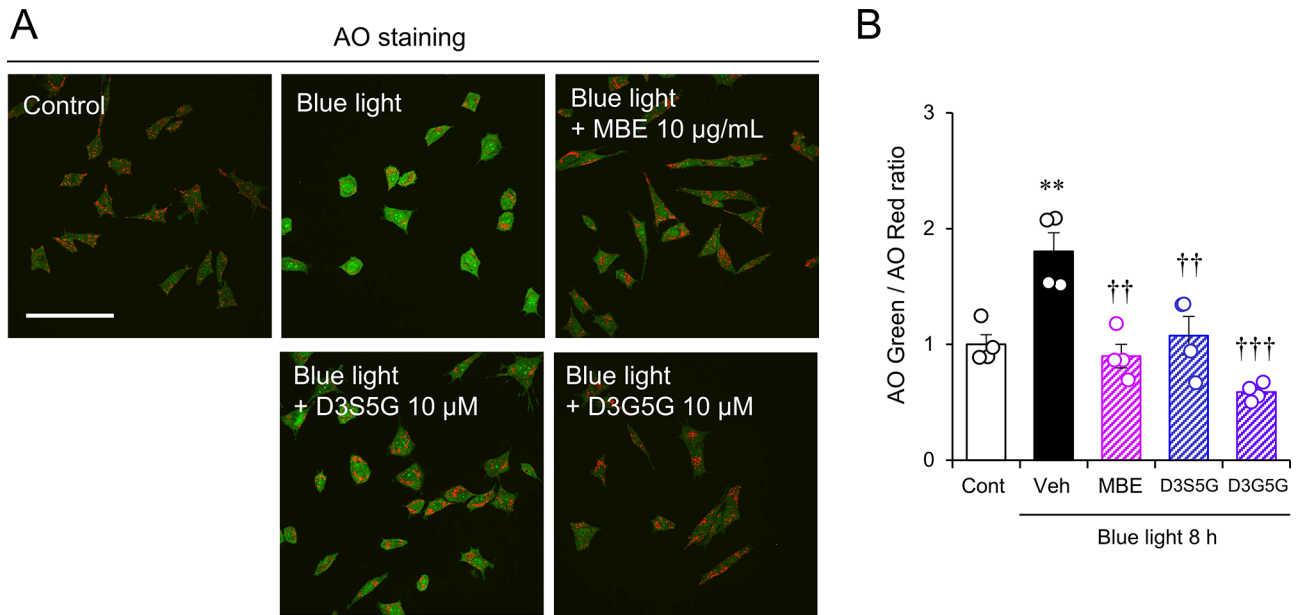 A
AO staining
Control
Blue light
Blue light
+ MBE 10 µg/mL
Blue light
+ D3S5G 10 µM
Blue light
+ D3G5G 10 µM
B
AO Green / AO Red ratio
3
2
1
0
**
††
††
†††
Cont
Veh
MBE
D3S5G
D3G5G
Blue light 8 h